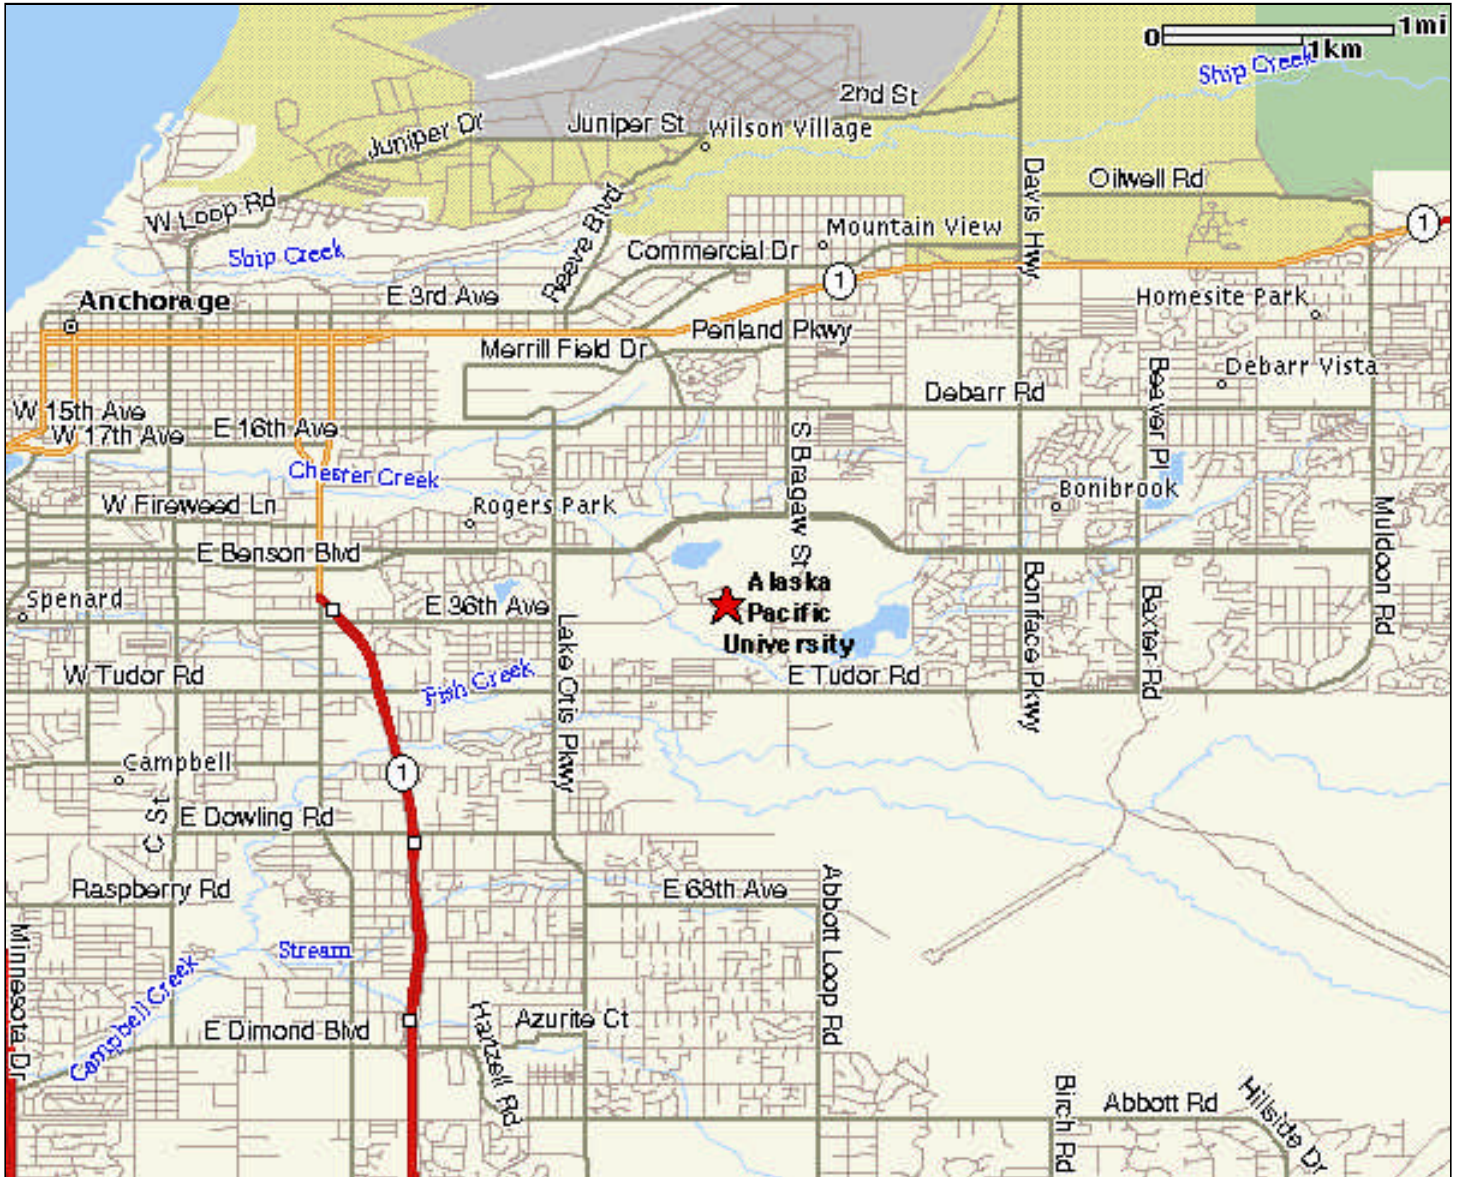 0
1mi
1km
Ship Creek
2nd St
Juniper Dr
Juniper St
Wilson Village
Davis Hwy
Oilwell Rd
W Loop Rd
Reeve Blvd
Mountain View
1
Ship Creek
Commercial Dr
1
E 3rd Ave
Anchorage
Homesite Park
Penland Pkwy
Merrill Field Dr
Beaver Pl
Debarr Vista
Debarr Rd
W 15th Ave
W 17th Ave
E 16th Ave
S Bragaw St
Chester Creek
Bonibrook
W Fireweed Ln
Rogers Park
Muldoon Rd
E Benson Blvd
Alaska
Pacific
University
Spenard
E 36th Ave
Lake Otis Pkwy
Boniface Pkwy
Baxter Rd
W Tudor Rd
Fish Creek
E Tudor Rd
Campbell
1
C St
E Dowling Rd
Raspberry Rd
E 68th Ave
Abbott Loop Rd
Minnesota Dr
Stream
Campbell Creek
E Dimond Blvd
Hartzell Rd
Azurite Ct
Birch Rd
Abbott Rd
Hillside Dr